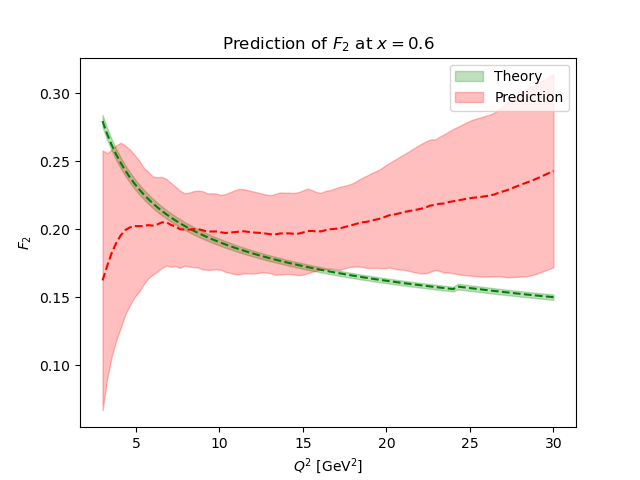 Prediction of $F_2$ at $x = 0.6$
Theory
Prediction
0.30
0.25
0.20
0.15
0.10
$F_2$
5 10 15 20 25 30
$Q^2$ [GeV$^2$]